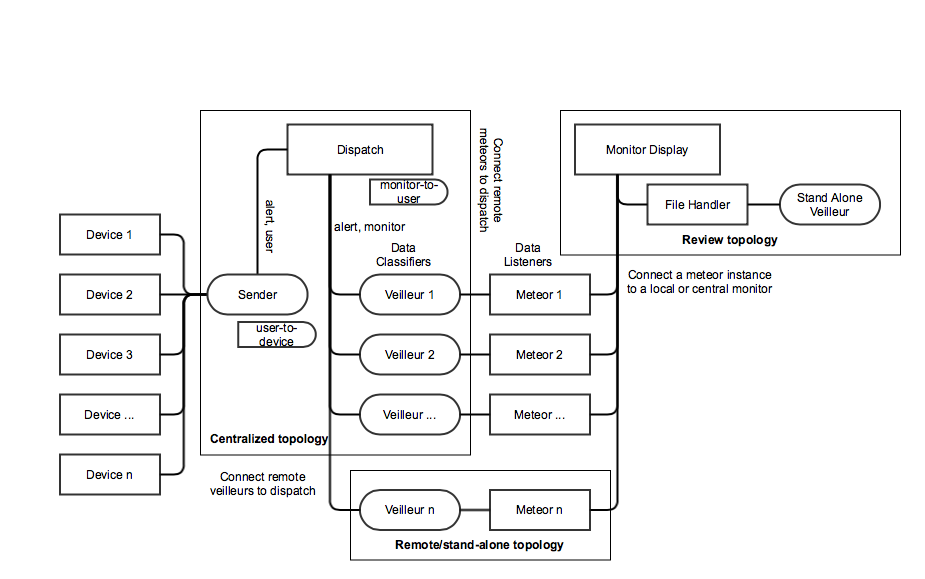 Dispatch
monitor-to-
user
alert, user
alert, monitor
Connect remote
meteors to dispatch
Monitor Display
File Handler
Stand Alone
Veilleur
Review topology
Device 1
Device 2
Device 3
Device ...
Device n
Sender
user-to-
device
Data
Classifiers
Data
Listeners
Veilleur 1
Meteor 1
Veilleur 2
Meteor 2
Veilleur ...
Meteor ...
Connect a meteor instance
to a local or central monitor
Centralized topology
Connect remote
veilleurs to dispatch
Veilleur n
Meteor n
Remote/stand-alone topology